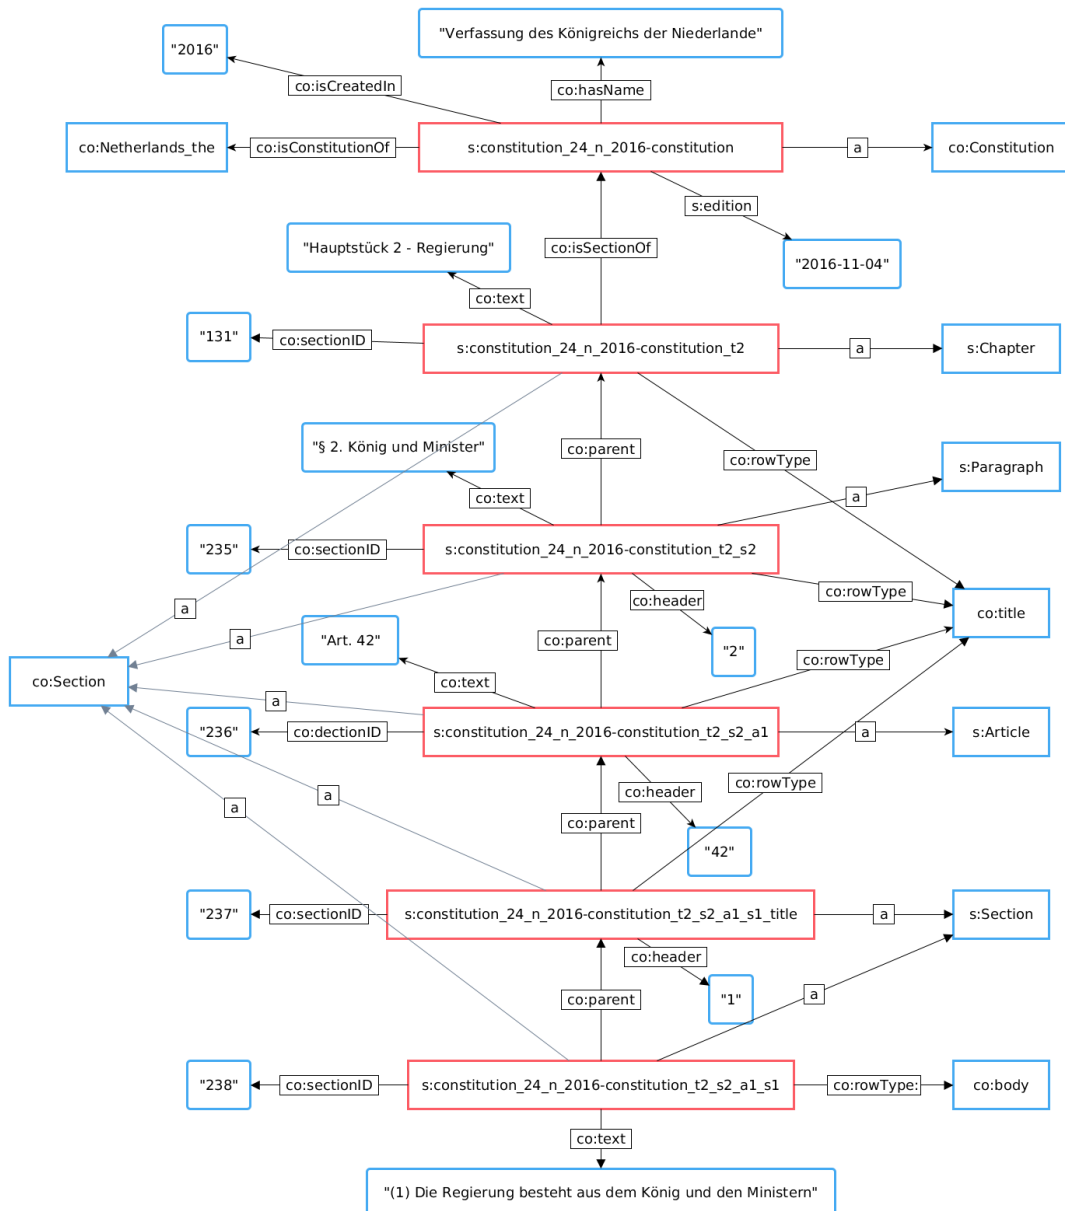 "Verfassung des Königreichs der Niederlande"
"2016"
co:isCreatedIn
co:hasName
co:Netherlands_the
co:isConstitutionOf
s:constitution_24_n_2016-constitution
a
co:Constitution
s:edition
"Hauptstück 2 - Regierung"
co:isSectionOf
"2016-11-04"
co:text
"131"
co:sectionID
s:constitution_24_n_2016-constitution_t2
a
s:Chapter
"§ 2. König und Minister"
co:parent
co:rowType
s:Paragraph
co:text
a
"235"
co:sectionID
s:constitution_24_n_2016-constitution_t2_s2
co:rowType
a
co:header
co:title
a
"Art. 42"
co:parent
"2"
co:rowType
co:Section
co:text
a
"236"
co:dectionID
s:constitution_24_n_2016-constitution_t2_s2_a1
a
s:Article
co:rowType
a
co:header
a
co:parent
"42"
"237"
co:sectionID
s:constitution_24_n_2016-constitution_t2_s2_a1_s1_title
a
s:Section
co:header
co:parent
"1"
a
"238"
co:sectionID
s:constitution_24_n_2016-constitution_t2_s2_a1_s1
co:rowType:
co:body
co:text
"(1) Die Regierung besteht aus dem König und den Ministern"